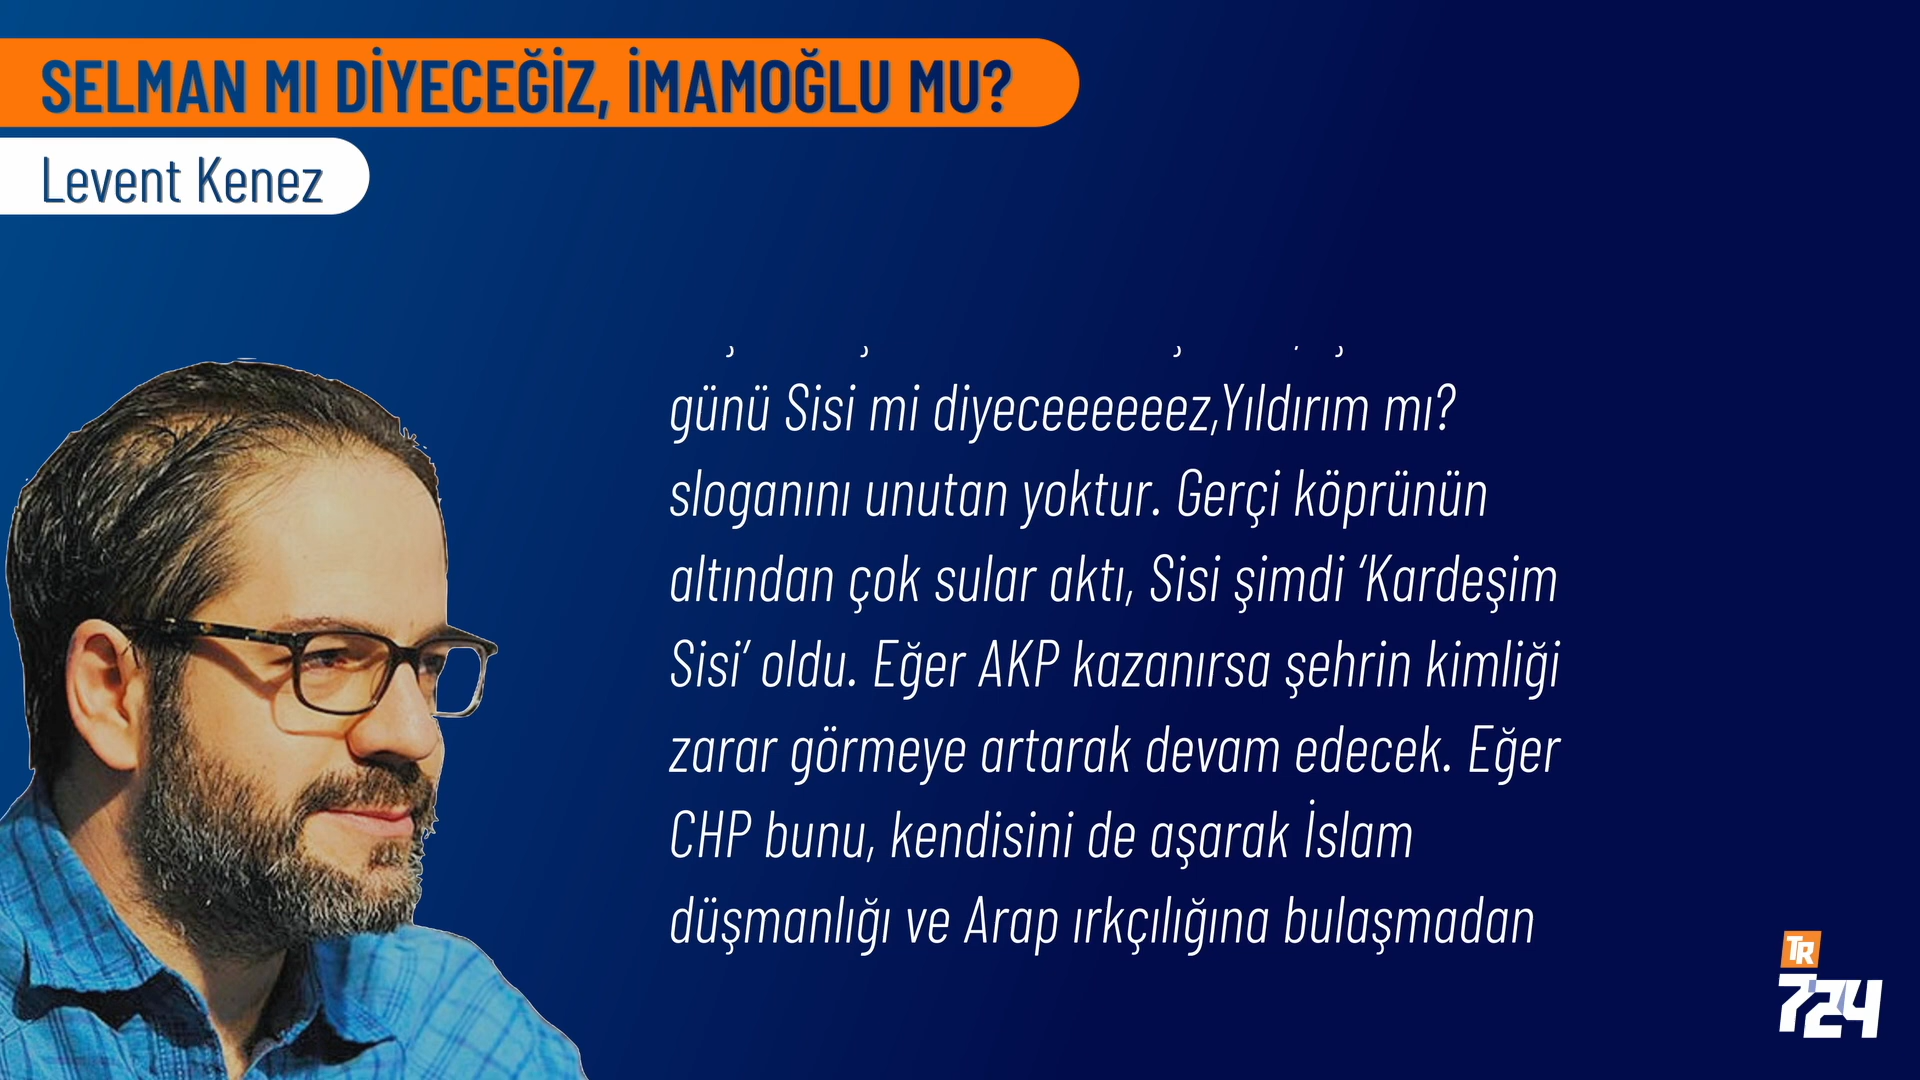 SELMAN MI DİYECEĞİZ, İMAMOĞLU MU?
Levent Kenez
günü Sisi mi diyeceeeeeez,Yıldırım mı?
sloganını unutan yoktur. Gerçi köprünün
altından çok sular aktı, Sisi şimdi ‘Kardeşim
Sisi’ oldu. Eğer AKP kazanırsa şehrin kimliği
zarar görmeye artarak devam edecek. Eğer
CHP bunu, kendisini de aşarak İslam
düşmanlığı ve Arap ırkçılığına bulaşmadan
TR
724